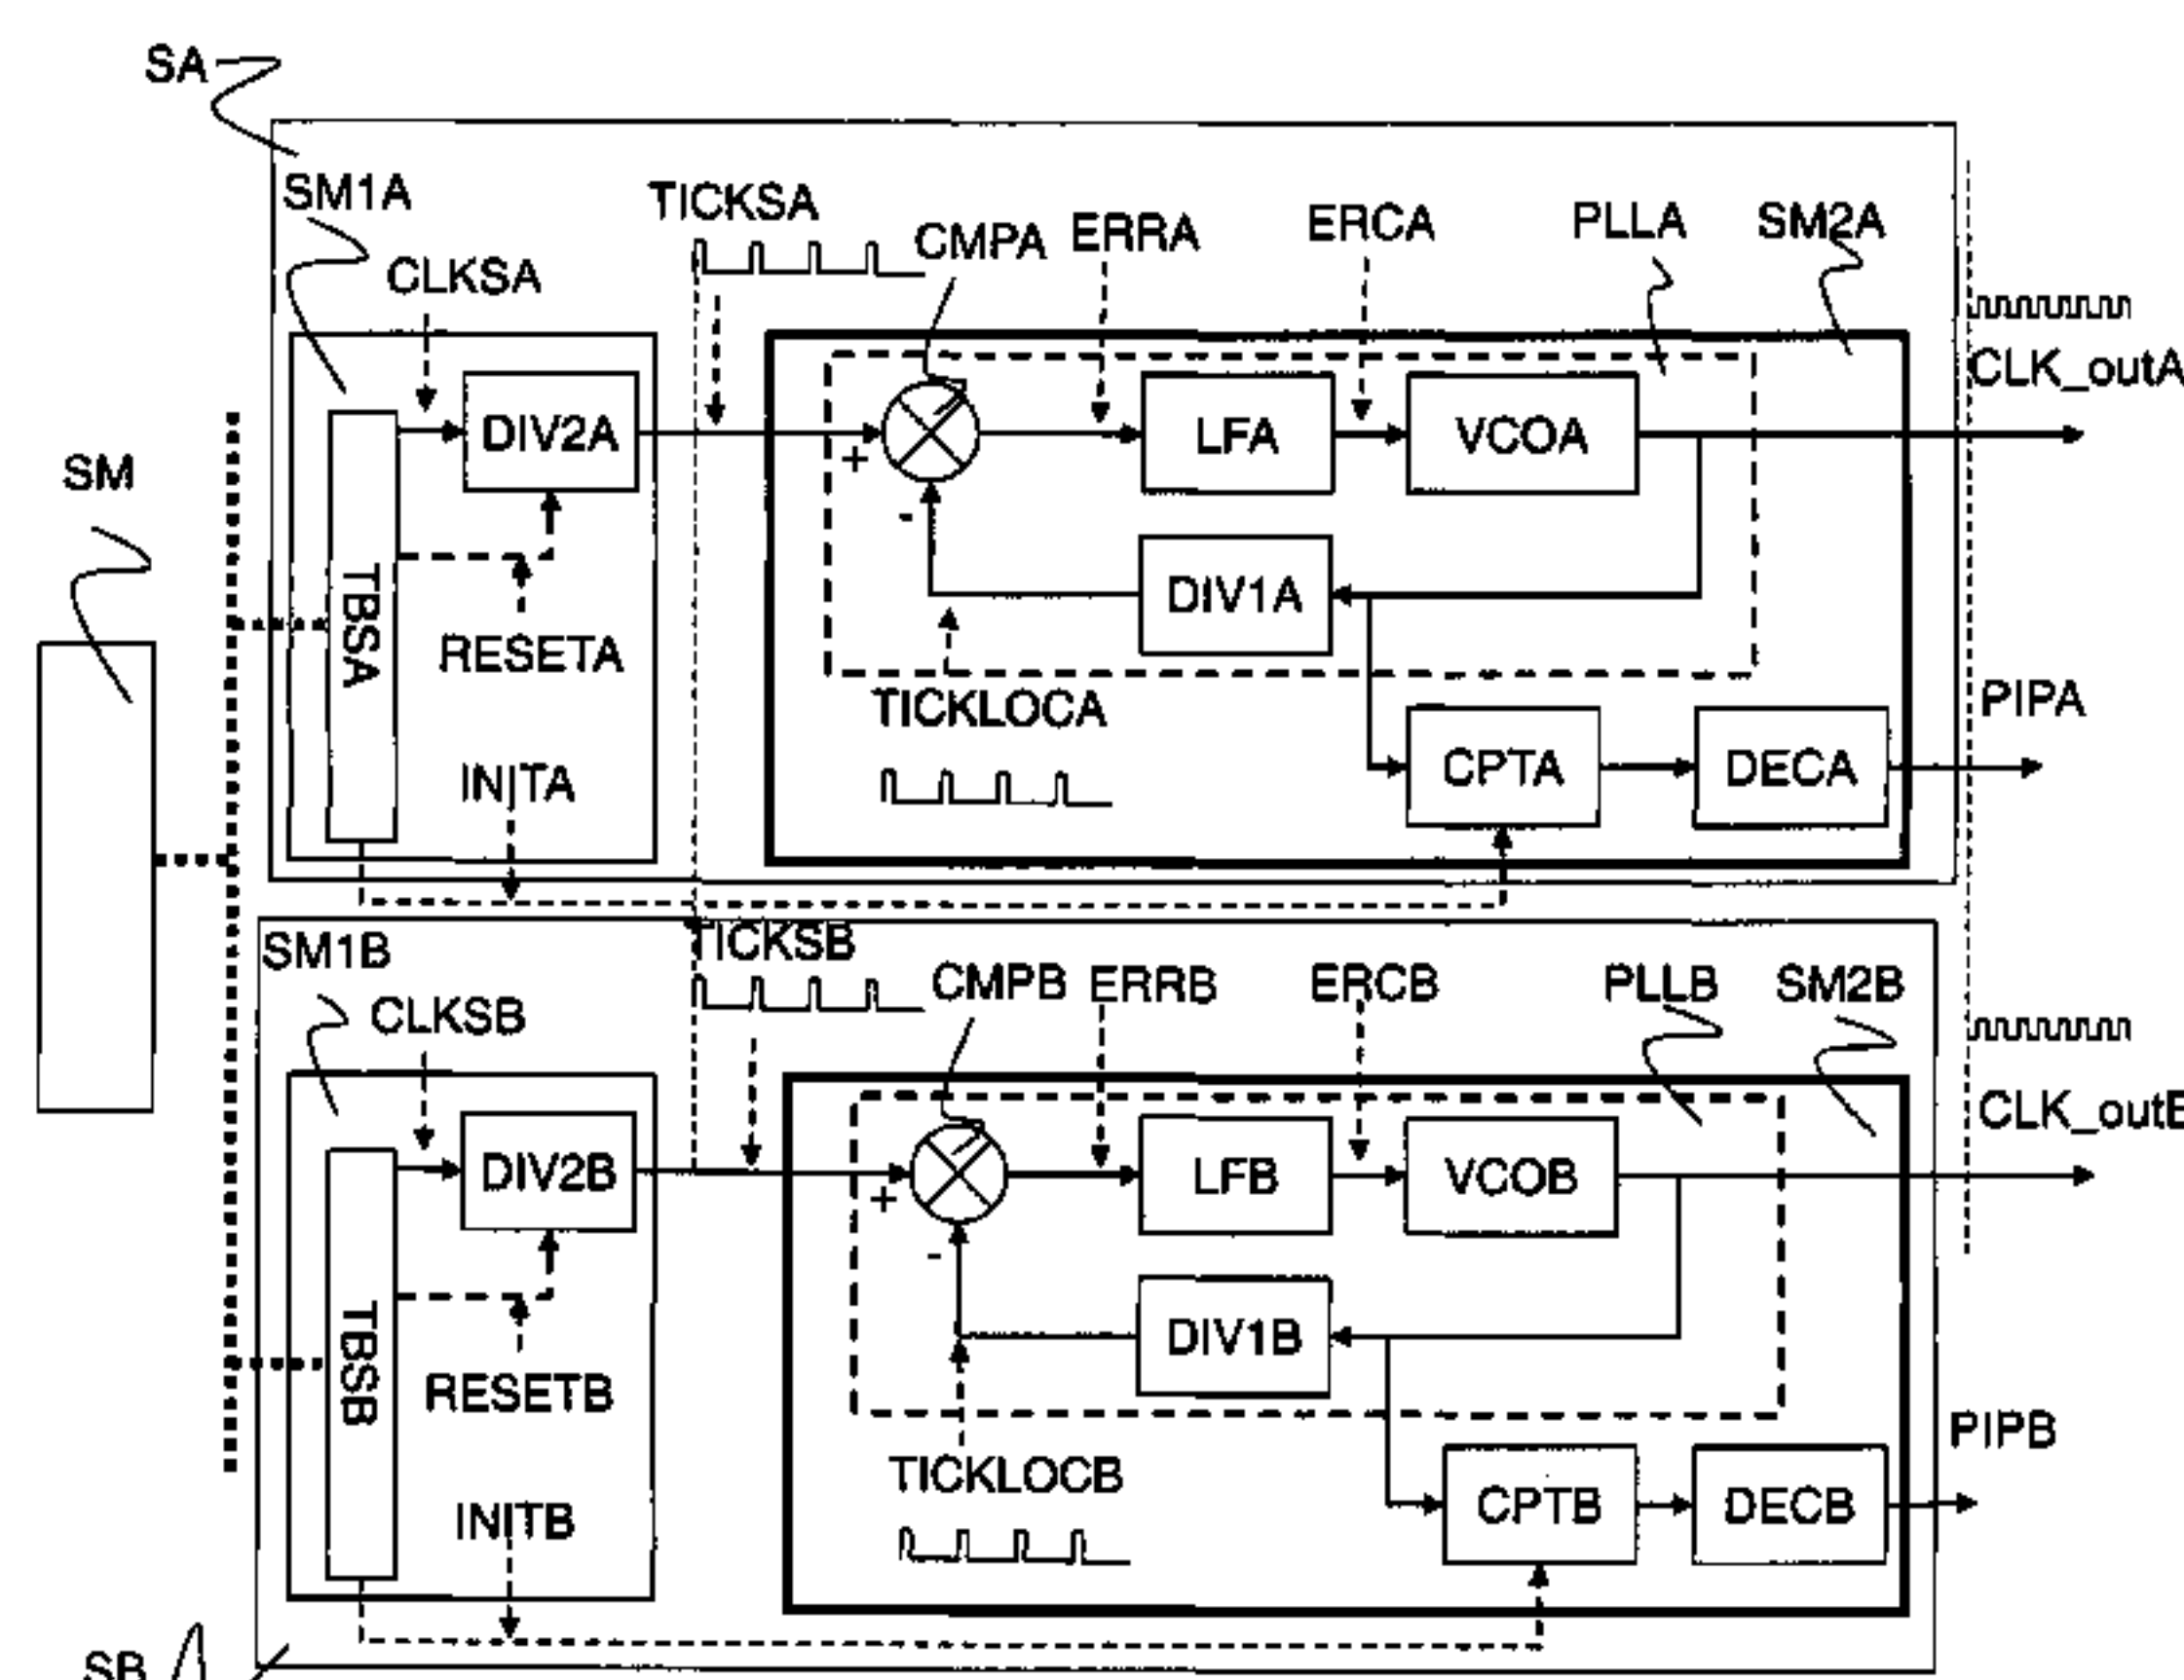 SA
SM1A
TICKSA
CMPA
ERRA
ERCA
PLLA
SM2A
CLKSA
CLK_outA
DIV2A
+
LFA
VCOA
SM
-
TBSA
DIV1A
RESETA
TICKLOCA
PIPA
INITA
CPTA
DECA
SM1B
TICKSB
CMPB
ERRB
ERCB
PLLB
SM2B
CLKSB
CLK_outB
DIV2B
+
LFB
VCOB
-
TBSB
DIV1B
RESETB
TICKLOCB
PIPB
INITB
CPTB
DECB
SB